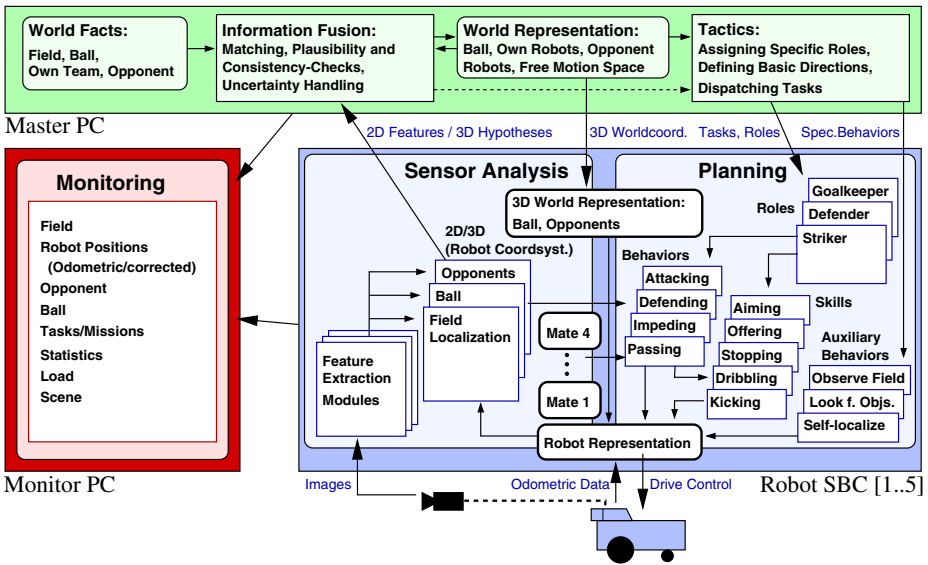 World Facts:
Field, Ball,
Own Team, Opponent
Information Fusion:
Matching, Plausibility and
Consistency-Checks,
Uncertainty Handling
World Representation:
Ball, Own Robots, Opponent
Robots, Free Motion Space
Tactics:
Assigning Specific Roles,
Defining Basic Directions,
Dispatching Tasks
Master PC
2D Features / 3D Hypotheses
3D Worldcoord.
Tasks, Roles
Spec.Behaviors
Monitoring
Field
Robot Positions
(Odometric/corrected)
Opponent
Ball
Tasks/Missions
Statistics
Load
Scene
Monitor PC
Sensor Analysis
Planning
3D World Representation:
Ball, Opponents
2D/3D
(Robot Coordsyst.)
Opponents
Ball
Field
Localization
Feature
Extraction
Modules
Mate 4
Mate 1
Roles
Goalkeeper
Defender
Striker
Behaviors
Attacking
Defending
Impeding
Passing
Skills
Aiming
Offering
Stopping
Dribbling
Kicking
Auxiliary
Behaviors
Observe Field
Look f. Objs.
Self-localize
Robot Representation
Images
Odometric Data
Drive Control
Robot SBC [1..5]